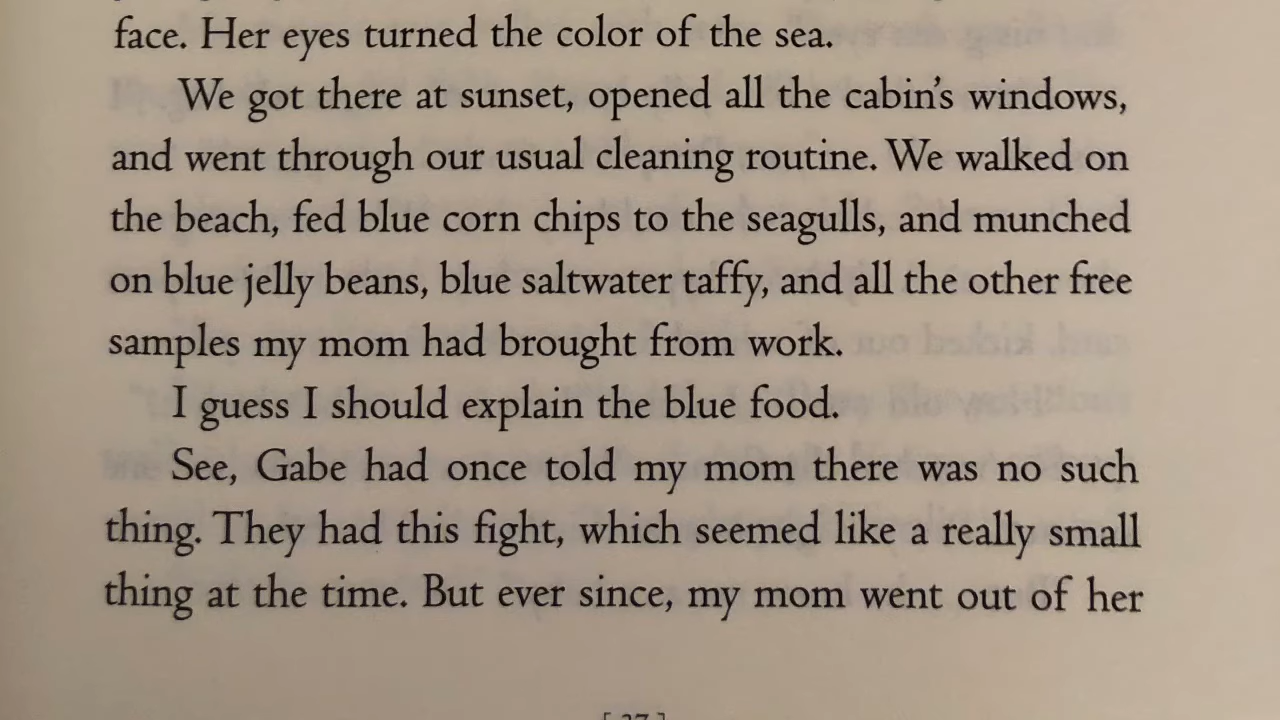 face. Her eyes turned the color of the sea.
We got there at sunset, opened all the cabin’s windows,
and went through our usual cleaning routine. We walked on
the beach, fed blue corn chips to the seagulls, and munched
on blue jelly beans, blue saltwater taffy, and all the other free
samples my mom had brought from work.
I guess I should explain the blue food.
See, Gabe had once told my mom there was no such
thing. They had this fight, which seemed like a really small
thing at the time. But ever since, my mom went out of her